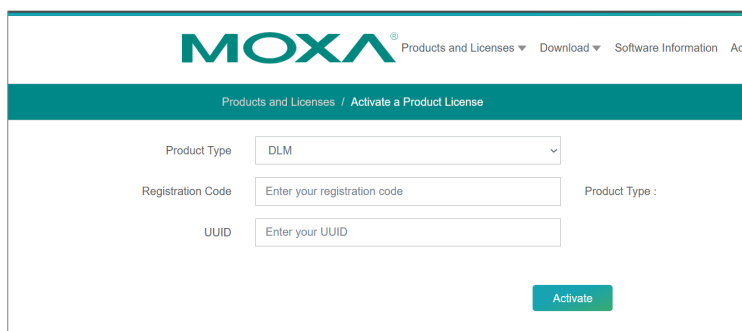 MOXA®
Products and Licenses ▾ Download ▾ Software Information
Products and Licenses / Activate a Product License
Product Type DLM
Registration Code Enter your registration code Product Type :
UUID Enter your UUID
Activate